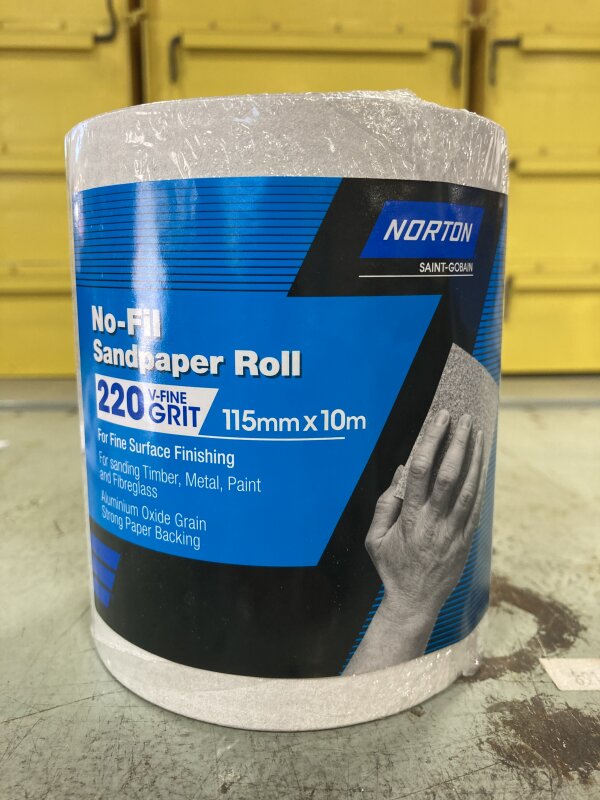 NORTON
SAINT-GOBAIN
No-Fil
Sandpaper Roll
220 V-FINE GRIT 115mm x 10m
For Fine Surface Finishing
For sanding Timber, Metal, Paint
and Fibreglass
Aluminium Oxide Grain
Strong Paper Backing